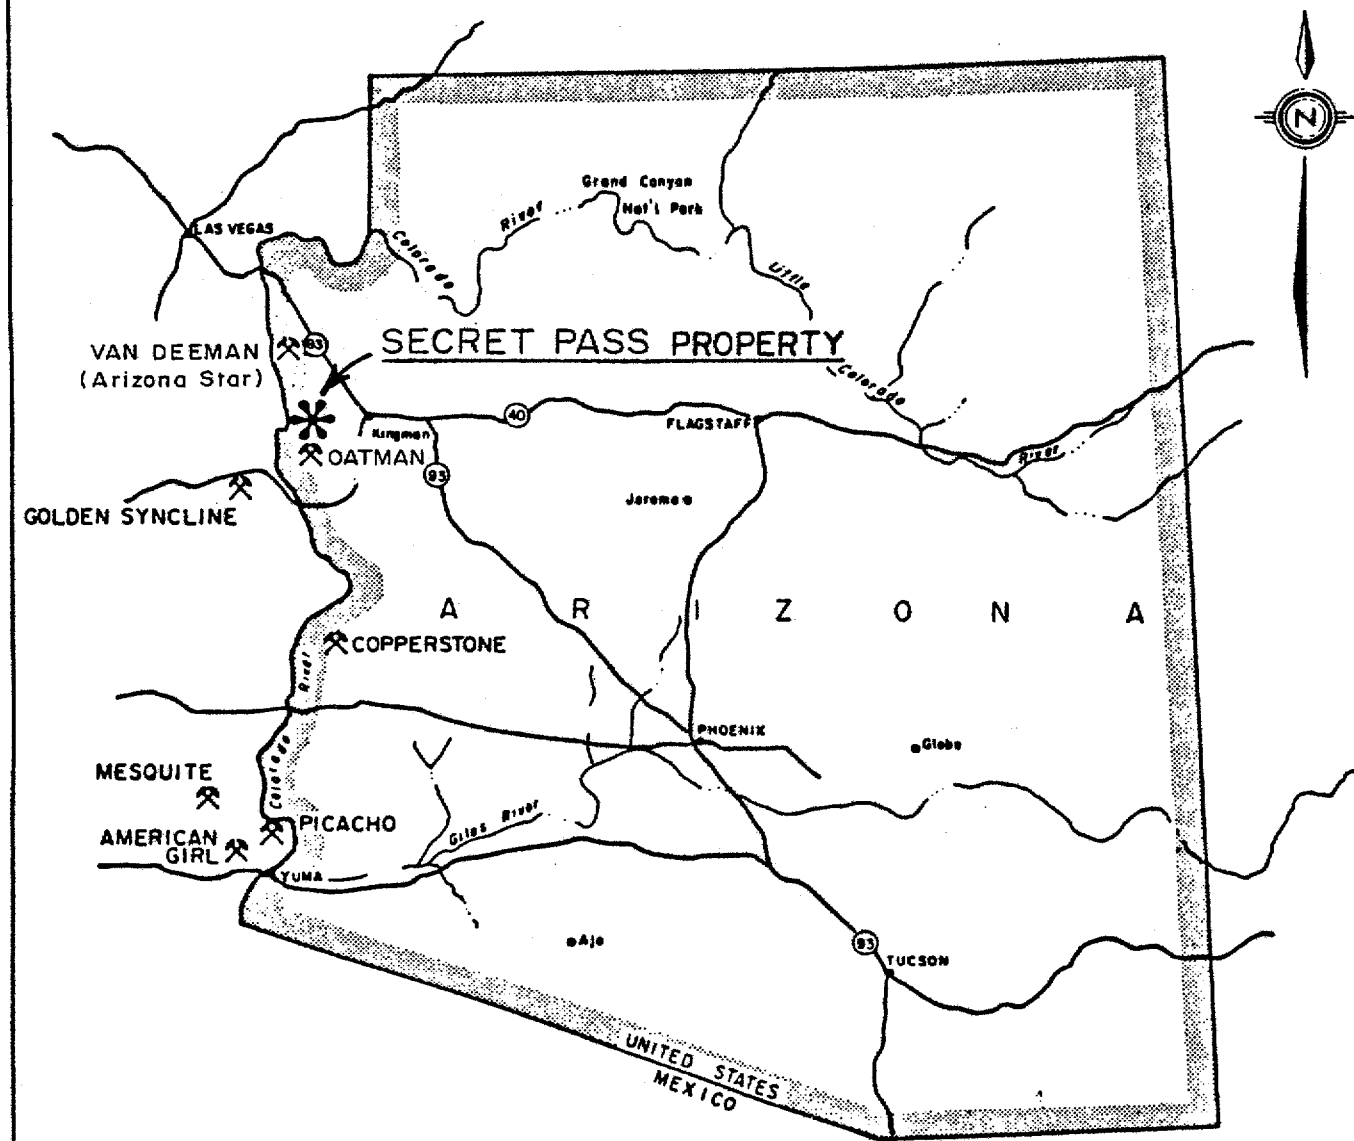 N
Grand Canyon
Nat'l Park
River
LAS VEGAS
Colorado
Little
SECRET PASS PROPERTY
VAN DEEMAN
(Arizona Star)
93
Colorado
40
FLAGSTAFF
Kingman
OATMAN
River
93
GOLDEN SYNCLINE
Jerome
A R I Z O N A
COPPERSTONE
River
PHOENIX
Globe
Colorado
MESQUITE
PICACHO
Gilas River
AMERICAN
GIRL
YUMA
Ajo
93
TUCSON
UNITED STATES
MEXICO